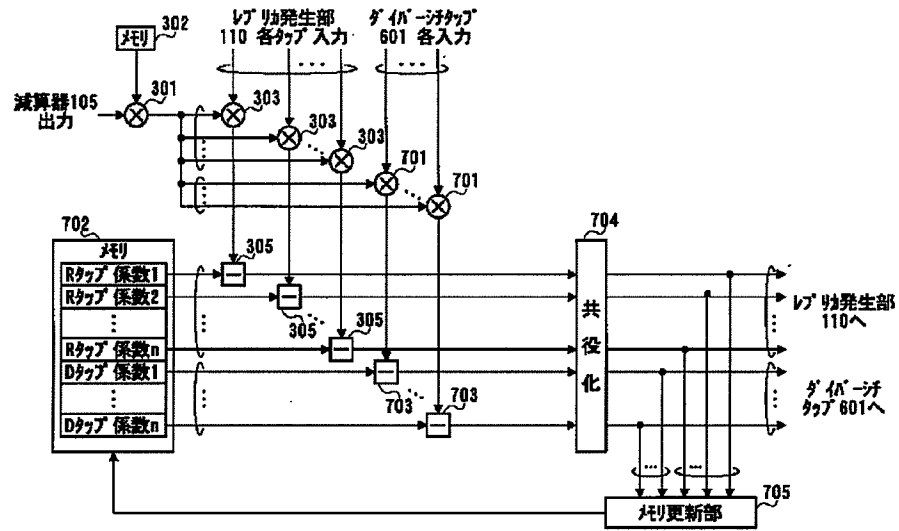 メモリ
302
レプリカ発生部
110 各タップ入力
ダイバーシチタップ
601 各入力
減算器105
出力
301
303
303
303
701
701
702
メモリ
Rタップ係数1
Rタップ係数2
Rタップ係数n
Dタップ係数1
Dタップ係数n
305
305
305
703
703
704
共役化
レプリカ発生部
110へ
ダイバーシチ
タップ601へ
メモリ更新部
705